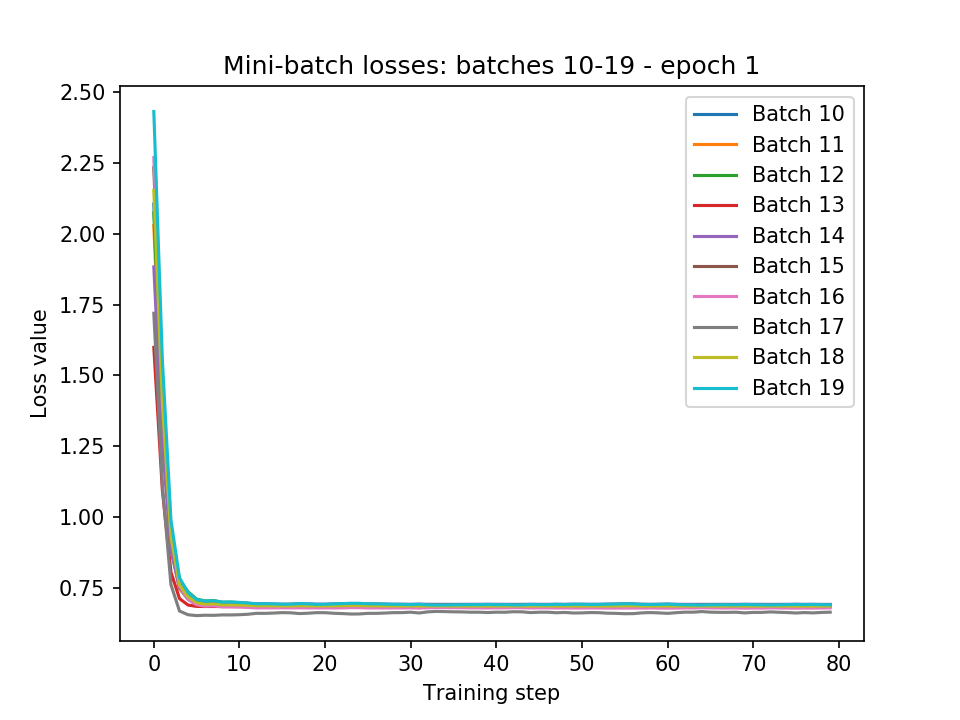 Mini-batch losses: batches 10-19 - epoch 1
2.50
2.25
2.00
1.75
1.50
1.25
1.00
0.75
Loss value
Batch 10
Batch 11
Batch 12
Batch 13
Batch 14
Batch 15
Batch 16
Batch 17
Batch 18
Batch 19
0 10 20 30 40 50 60 70 80
Training step